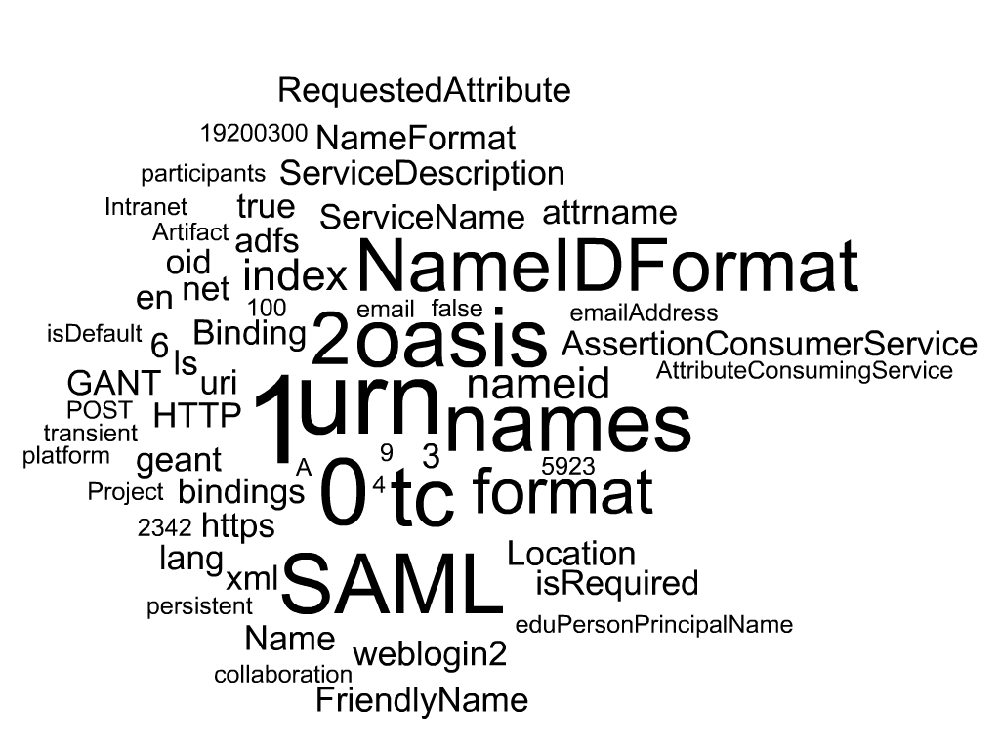 RequestedAttribute
19200300 NameFormat
participants ServiceDescription
Intranet true ServiceName attrname
Artifact adfs
oid index NameIDFormat
en net
100 email false emailAddress
isDefault 6 Binding 2 oasis AssertionConsumerService
ls AttributeConsumingService
GANT uri 1 urn nameid
POST HTTP names
transient
platform geant A 9 3 5923
Project bindings 0 4 tc format
2342 https
lang xml SAML Location
isRequired
persistent eduPersonPrincipalName
Name weblogin2
collaboration
FriendlyName